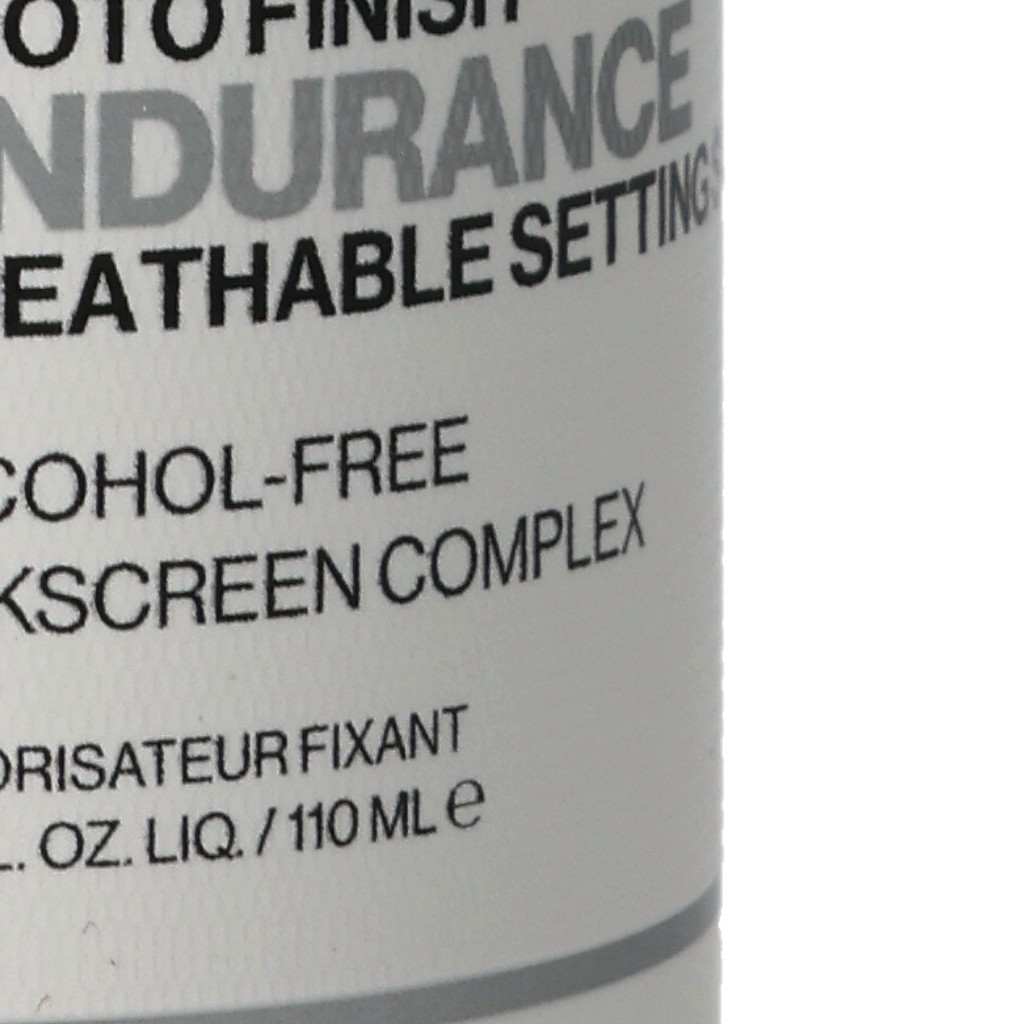 OTO FINISH
NDURANCE
EATHABLE SETTING
COHOL-FREE
KSCREEN COMPLEX
ORISATEUR FIXANT
L. OZ. LIQ. / 110 ML ℮